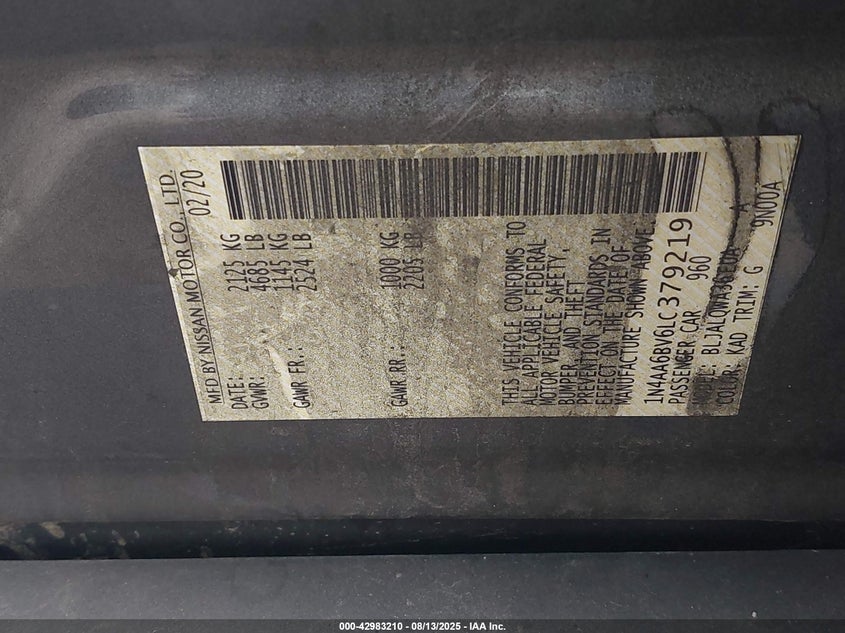 MFD BY NISSAN MOTOR CO., LTD.
DATE: 02/20
GVWR: 2125 KG
4685 LB
GAWR FR.: 1145 KG
2524 LB
GAWR RR.: 1000 KG
2205 LB
THIS VEHICLE CONFORMS TO
ALL APPLICABLE FEDERAL
MOTOR VEHICLE SAFETY,
BUMPER AND THEFT
PREVENTION STANDARDS IN
EFFECT ON THE DATE OF
MANUFACTURE SHOWN ABOVE.
1N4AA6BV6LC379219
PASSENGER CAR 960
MODEL: A
COLOR: KAD TRIM: G 9N00A
000-42983210 - 08/13/2025 - IAA Inc.